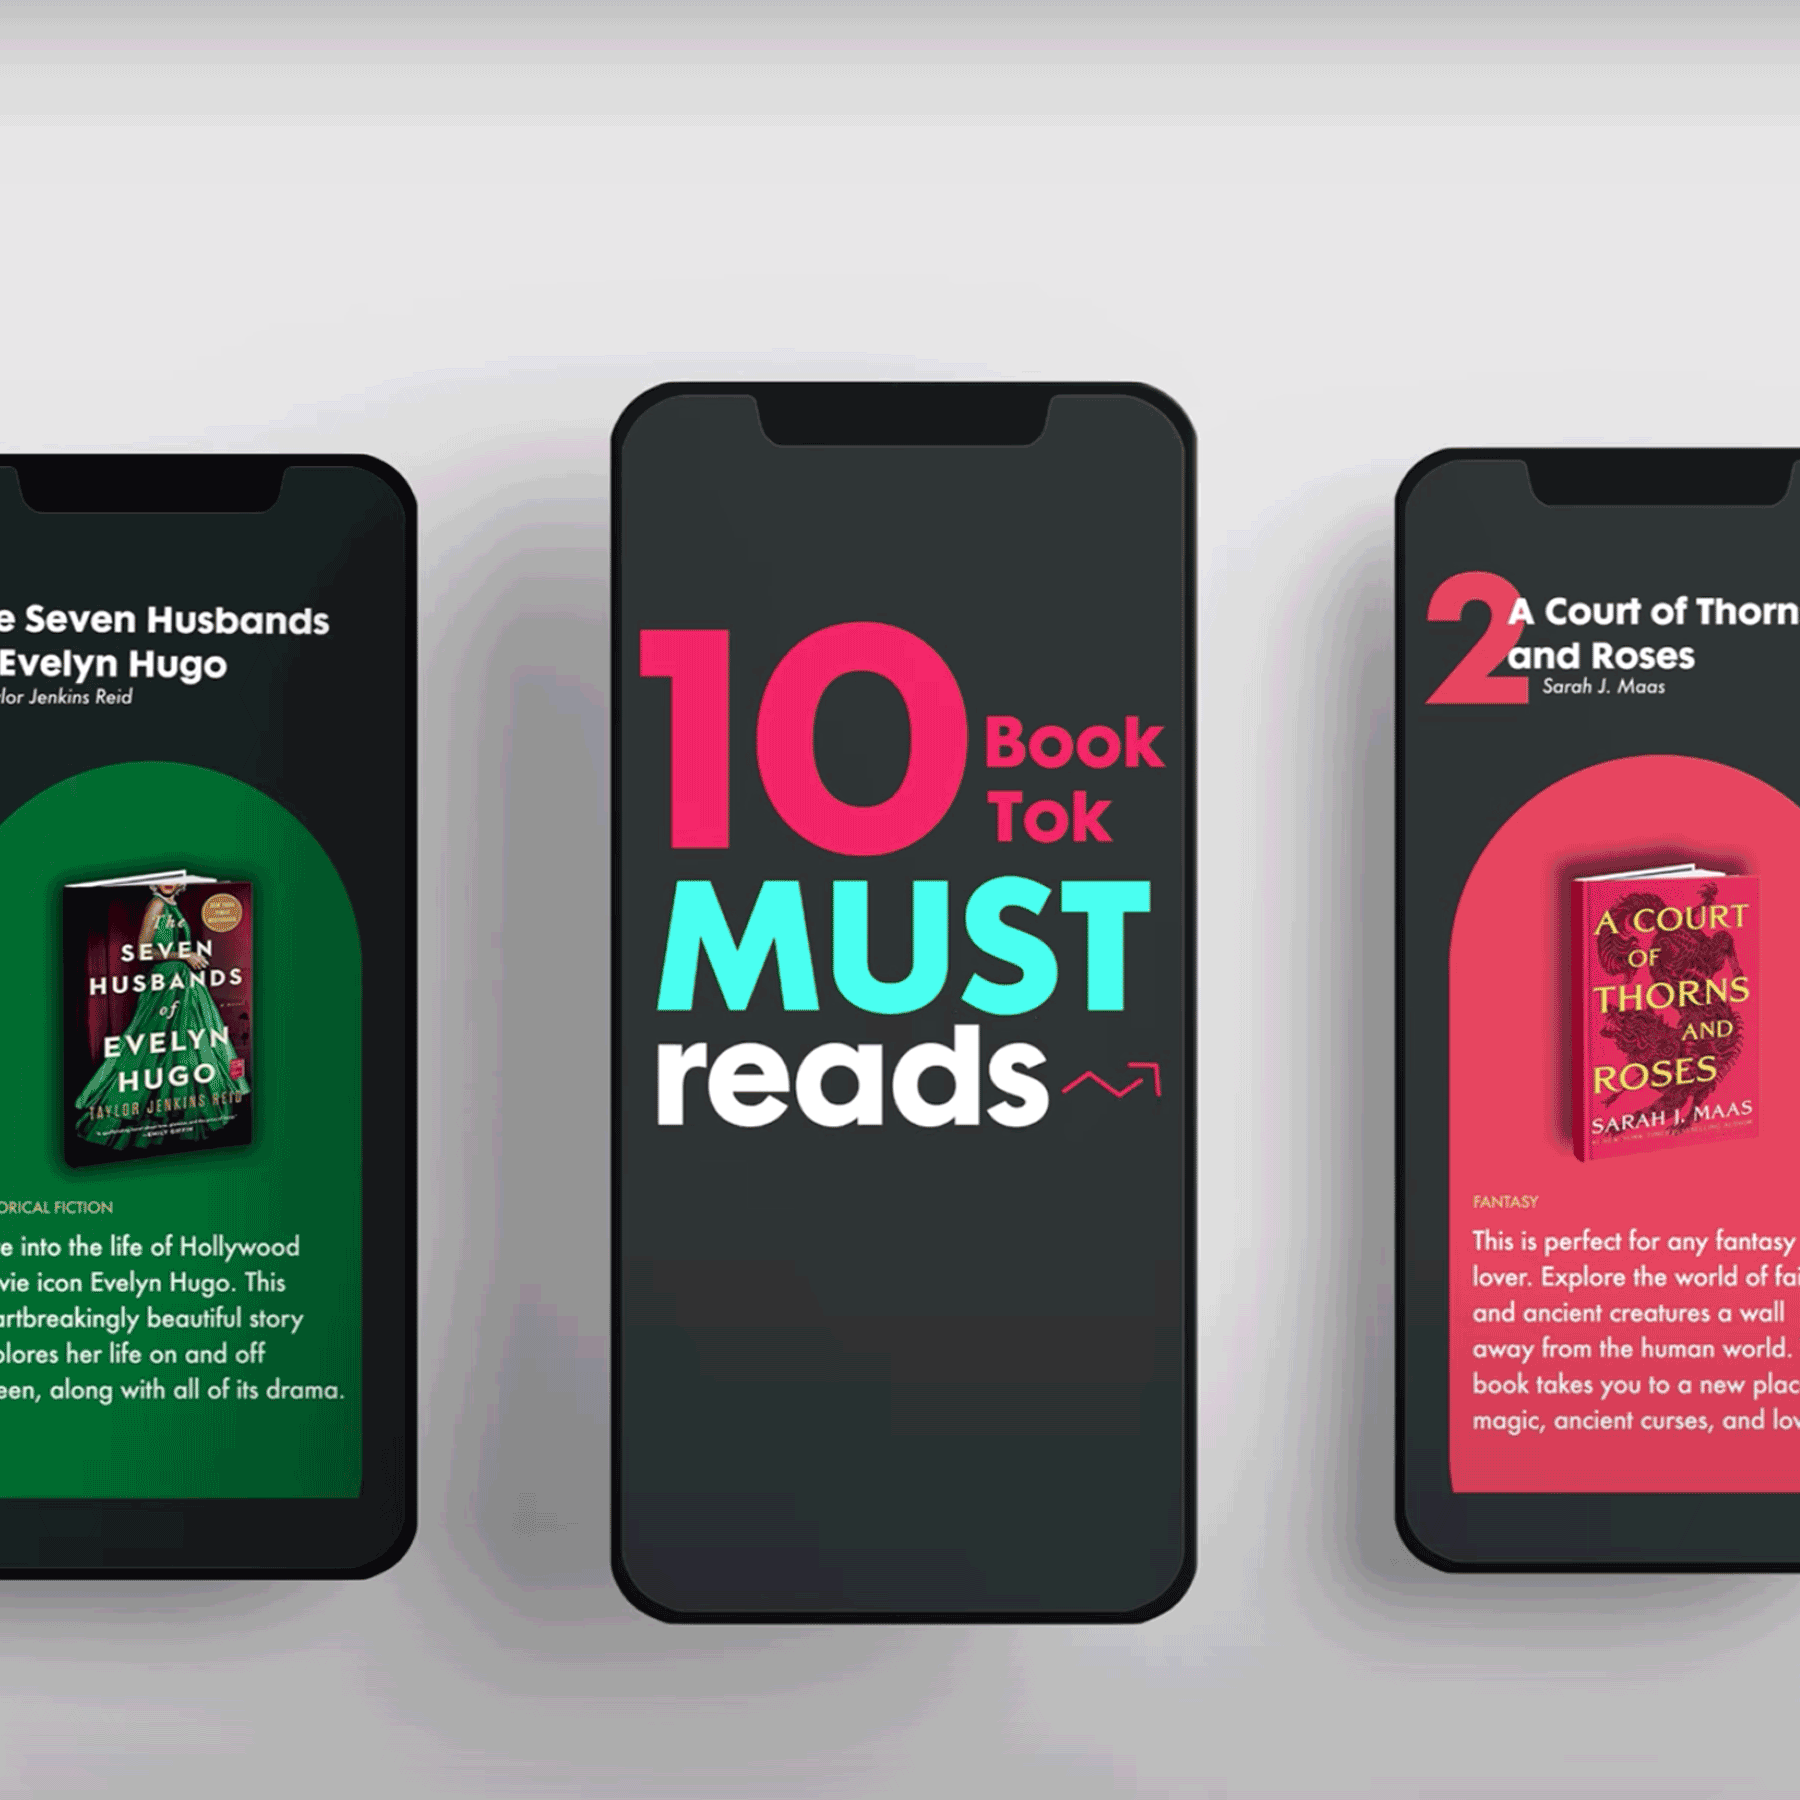 e Seven Husbands
Evelyn Hugo
lor Jenkins Reid
The
SEVEN
HUSBANDS
of
EVELYN
HUGO
TAYLOR JENKINS REID
ORICAL FICTION
e into the life of Hollywood
vie icon Evelyn Hugo. This
artbreakingly beautiful story
plores her life on and off
een, along with all of its drama.
10
Book
Tok
MUST
reads
2
A Court of Thorn
and Roses
Sarah J. Maas
A COURT
OF
THORNS
AND
ROSES
SARAH J. MAAS
FANTASY
This is perfect for any fantasy
lover. Explore the world of fai
and ancient creatures a wall
away from the human world.
book takes you to a new plac
magic, ancient curses, and lov